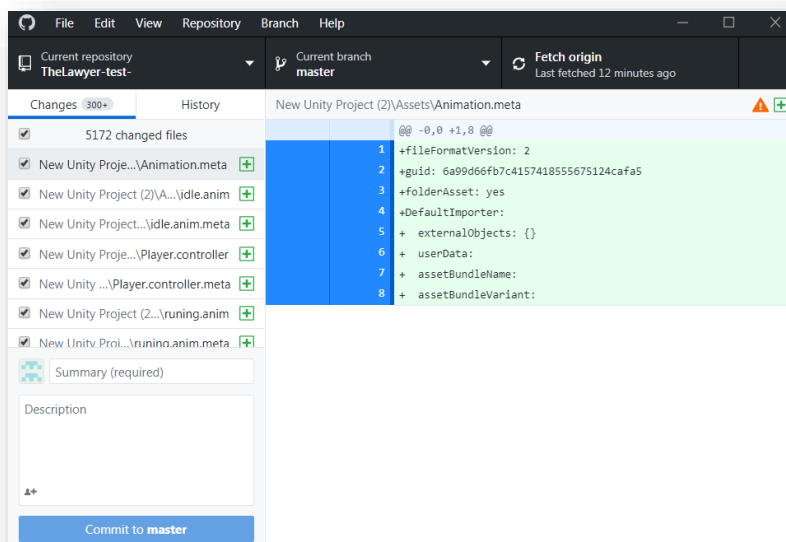 File Edit View Repository Branch Help
Current repository
TheLawyer-test-
Current branch
master
Fetch origin
Last fetched 12 minutes ago
Changes 300+ History
5172 changed files
New Unity Proje...\Animation.meta
New Unity Project (2)\A...\idle.anim
New Unity Project...\idle.anim.meta
New Unity Proje...\Player.controller
New Unity ...\Player.controller.meta
New Unity Project (2...\runing.anim
New Unity Proj...\runing.anim.meta
Summary (required)
Description
Commit to master
New Unity Project (2)\Assets\Animation.meta
@@ -0,0 +1,8 @@
1 +fileFormatVersion: 2
2 +guid: 6a99d66fb7c4157418555675124cafa5
3 +folderAsset: yes
4 +DefaultImporter:
5 +  externalObjects: {}
6 +  userData:
7 +  assetBundleName:
8 +  assetBundleVariant: